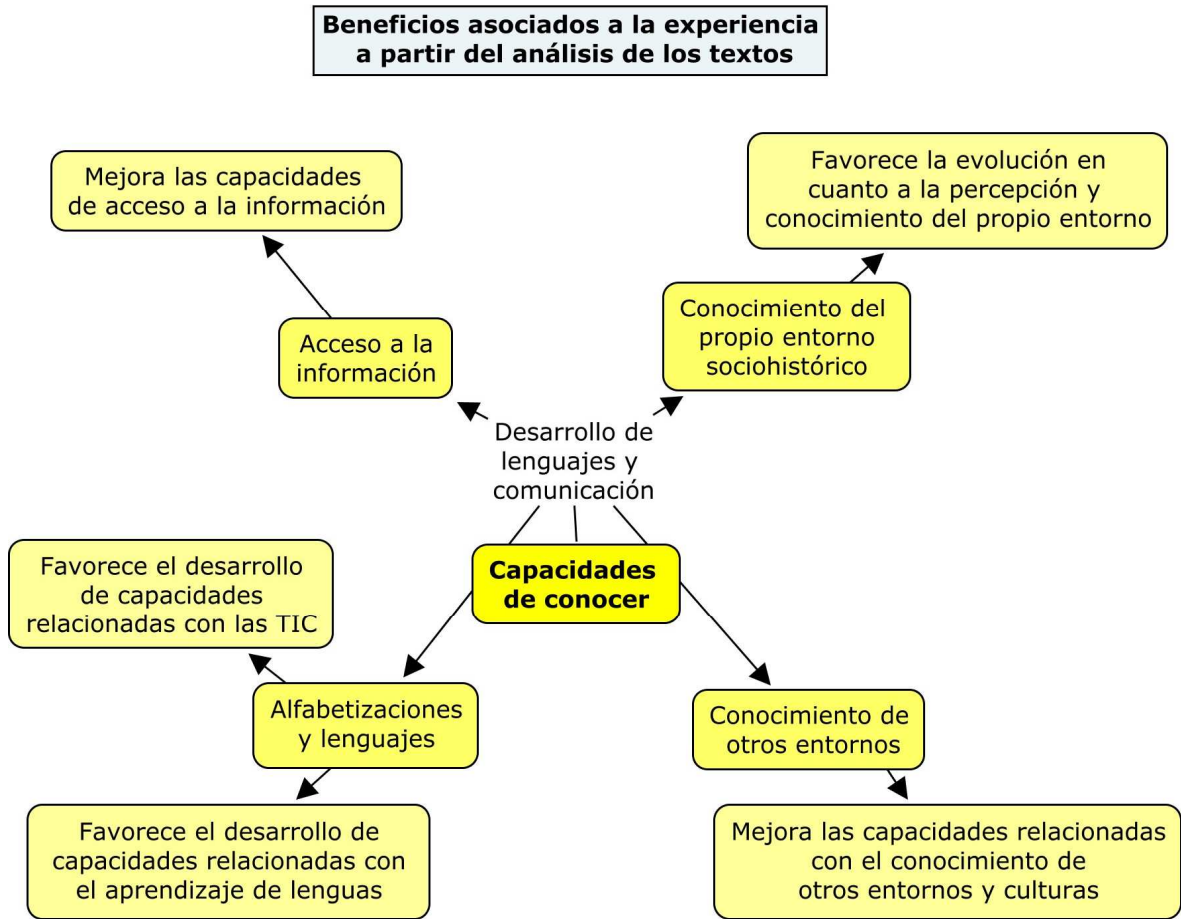 Beneficios asociados a la experiencia
a partir del análisis de los textos
Mejora las capacidades
de acceso a la información
Favorece la evolución en
cuanto a la percepción y
conocimiento del propio entorno
Acceso a la
información
Conocimiento del
propio entorno
sociohistórico
Desarrollo de
lenguajes y
comunicación
Capacidades
de conocer
Favorece el desarrollo
de capacidades
relacionadas con las TIC
Alfabetizaciones
y lenguajes
Conocimiento de
otros entornos
Favorece el desarrollo de
capacidades relacionadas con
el aprendizaje de lenguas
Mejora las capacidades relacionadas
con el conocimiento de
otros entornos y culturas